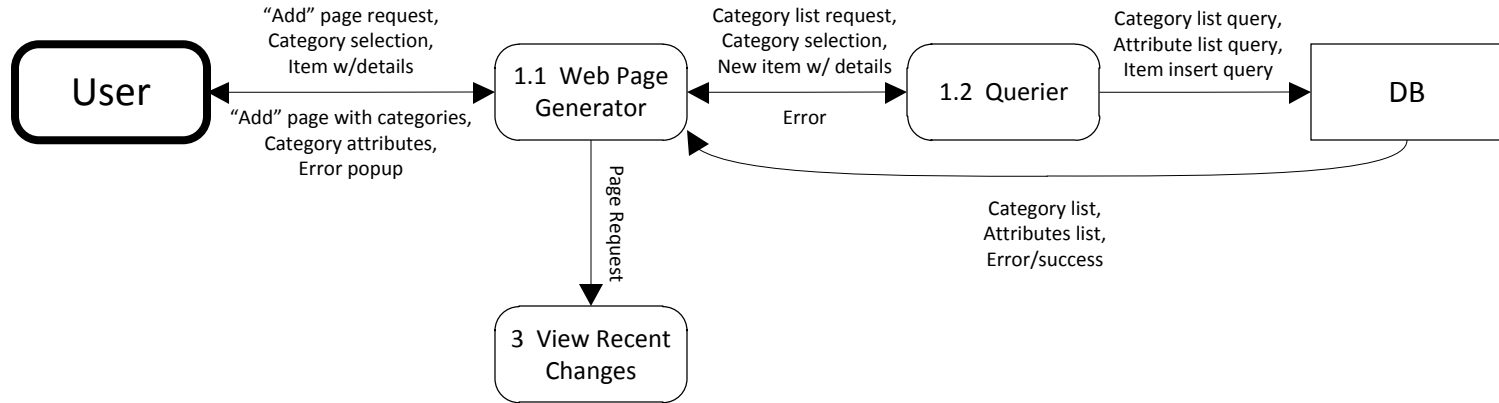 “Add” page request,
Category selection,
Item w/details
User
“Add” page with categories,
Category attributes,
Error popup
1.1 Web Page
Generator
Category list request,
Category selection,
New item w/ details
Error
1.2 Querier
Category list query,
Attribute list query,
Item insert query
DB
Category list,
Attributes list,
Error/success
Page Request
3 View Recent
Changes